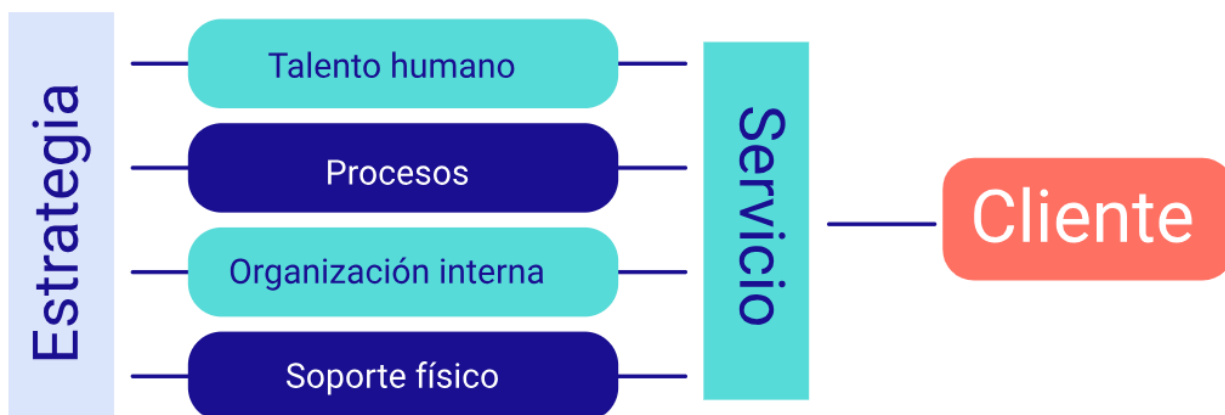 Estrategia
Talento humano
Procesos
Organización interna
Soporte físico
Servicio
Cliente